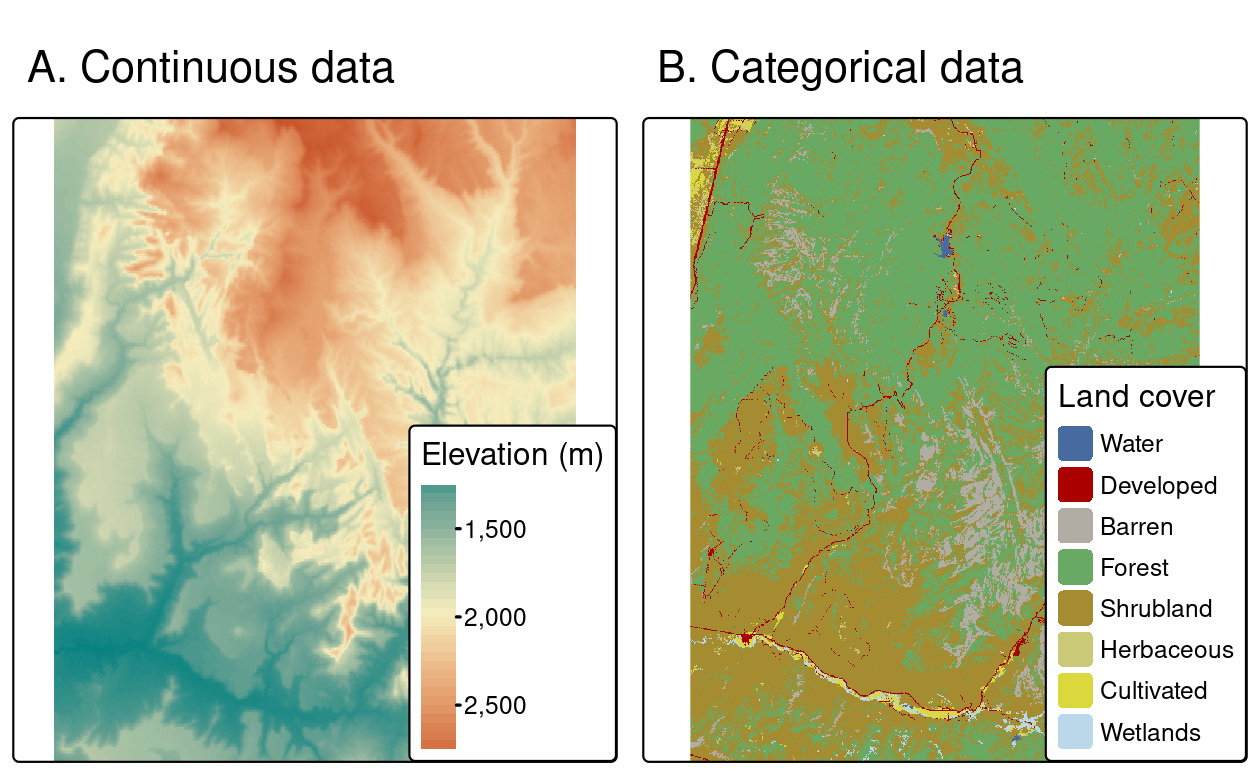 A. Continuous data
B. Categorical data
Elevation (m)
1,500
2,000
2,500
Land cover
Water
Developed
Barren
Forest
Shrubland
Herbaceous
Cultivated
Wetlands